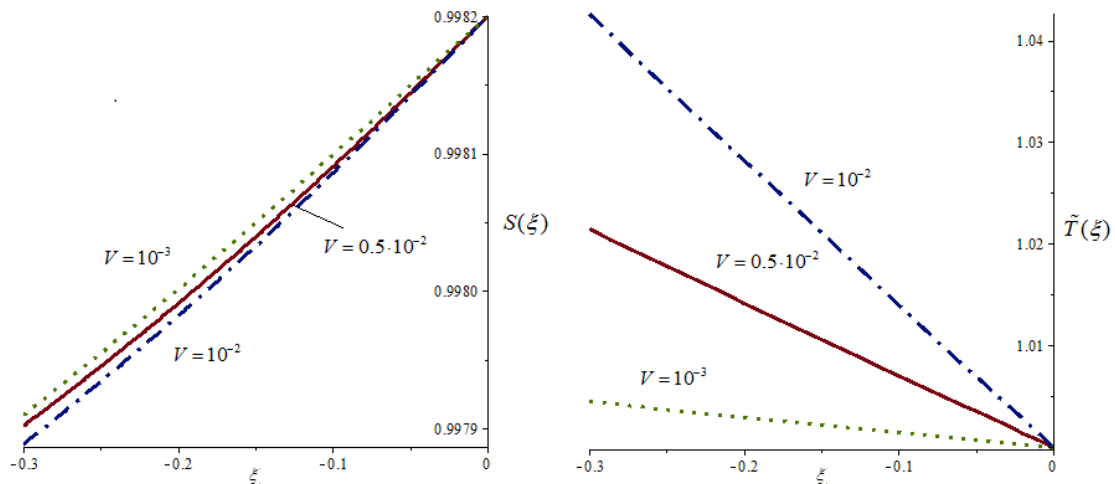 0.9982
0.9981
S(ξ)
V = 0.5·10⁻²
V = 10⁻³
0.9980
V = 10⁻²
0.9979
-0.3
-0.2
-0.1
0
ξ
1.04
1.03
V = 10⁻²
T̃(ξ)
1.02
V = 0.5·10⁻²
1.01
V = 10⁻³
-0.3
-0.2
-0.1
0
ξ